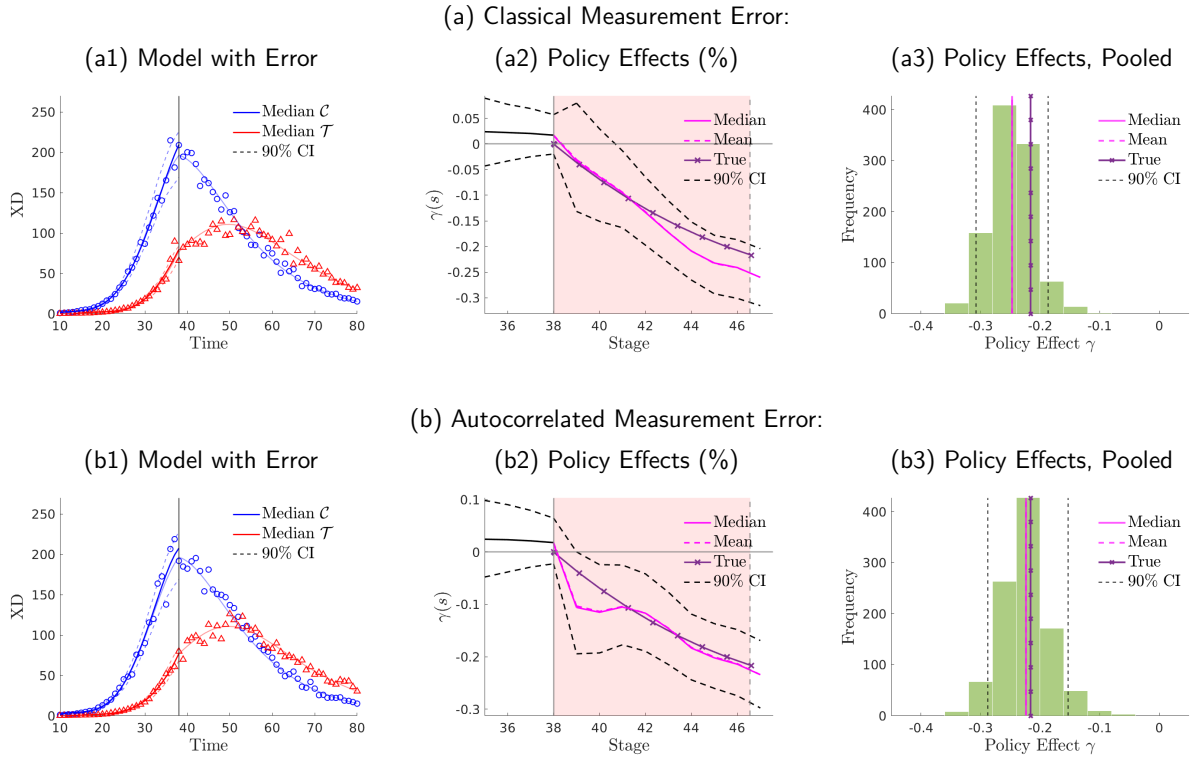 (a) Classical Measurement Error:
(a1) Model with Error
(a2) Policy Effects (%)
(a3) Policy Effects, Pooled
250
200
150
100
50
0
XD
10 20 30 40 50 60 70 80
Time
Median 𝒞
Median 𝒯
90% CI
0.05
0
-0.05
-0.1
-0.15
-0.2
-0.25
-0.3
γ(s)
36 38 40 42 44 46
Stage
Median
Mean
True
90% CI
400
300
200
100
0
Frequency
-0.4 -0.3 -0.2 -0.1 0
Policy Effect γ
Median
Mean
True
90% CI
(b) Autocorrelated Measurement Error:
(b1) Model with Error
(b2) Policy Effects (%)
(b3) Policy Effects, Pooled
250
200
150
100
50
0
XD
10 20 30 40 50 60 70 80
Time
Median 𝒞
Median 𝒯
90% CI
0.1
0
-0.1
-0.2
-0.3
γ(s)
36 38 40 42 44 46
Stage
Median
Mean
True
90% CI
400
300
200
100
0
Frequency
-0.4 -0.3 -0.2 -0.1 0
Policy Effect γ
Median
Mean
True
90% CI